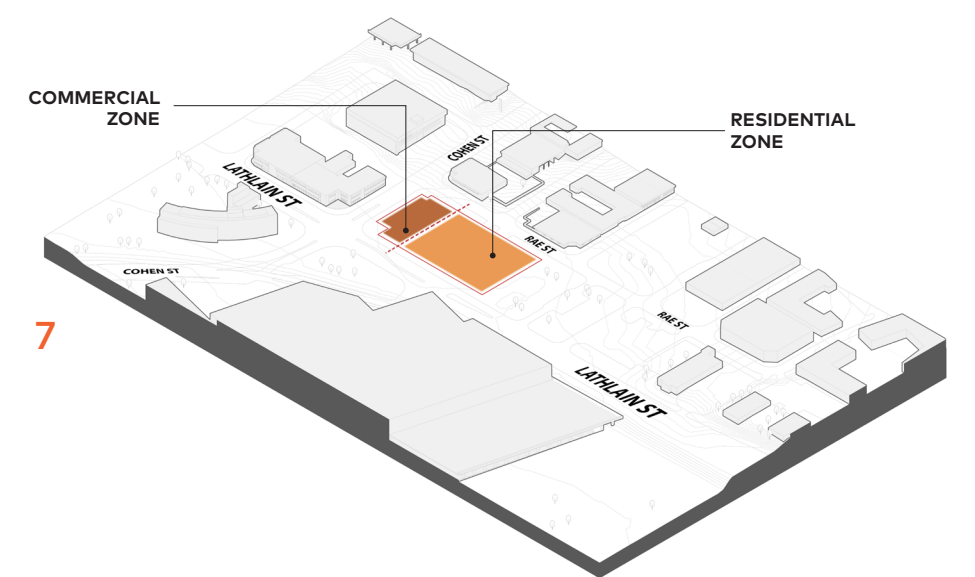 COMMERCIAL
ZONE
RESIDENTIAL
ZONE
COHEN ST
LATHLAIN ST
RAE ST
COHEN ST
7
RAE ST
LATHLAIN ST